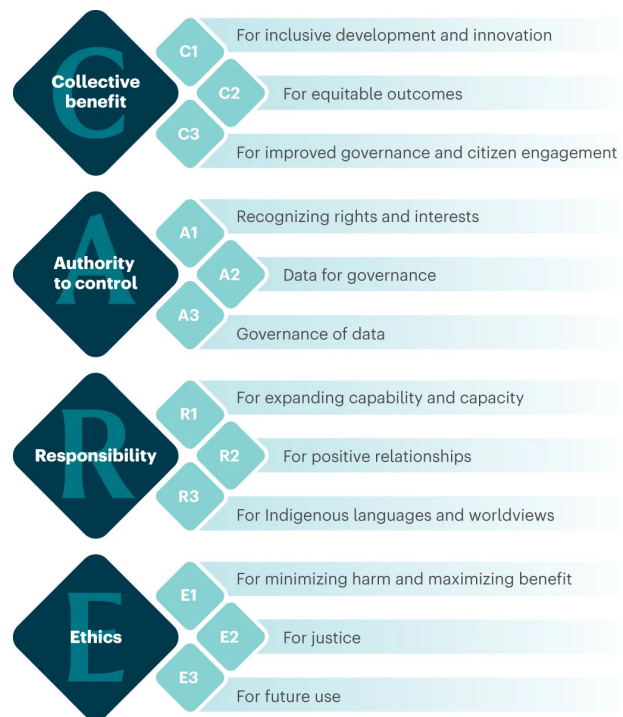 C
Collective
benefit
C1
For inclusive development and innovation
C2
For equitable outcomes
C3
For improved governance and citizen engagement
A
Authority
to control
A1
Recognizing rights and interests
A2
Data for governance
A3
Governance of data
R
Responsibility
R1
For expanding capability and capacity
R2
For positive relationships
R3
For Indigenous languages and worldviews
E
Ethics
E1
For minimizing harm and maximizing benefit
E2
For justice
E3
For future use